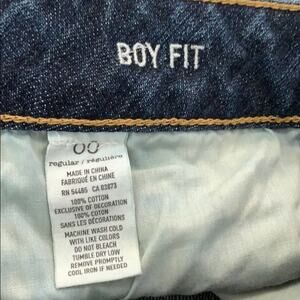 BOY FIT
00
regular / régulière
MADE IN CHINA
FABRIQUÉ EN CHINE
RN 54485 CA 03873
100% COTTON
EXCLUSIVE OF DECORATION
100% COTON
SANS LES DÉCORATIONS
MACHINE WASH COLD
WITH LIKE COLORS
DO NOT BLEACH
TUMBLE DRY LOW
REMOVE PROMPTLY
COOL IRON IF NEEDED